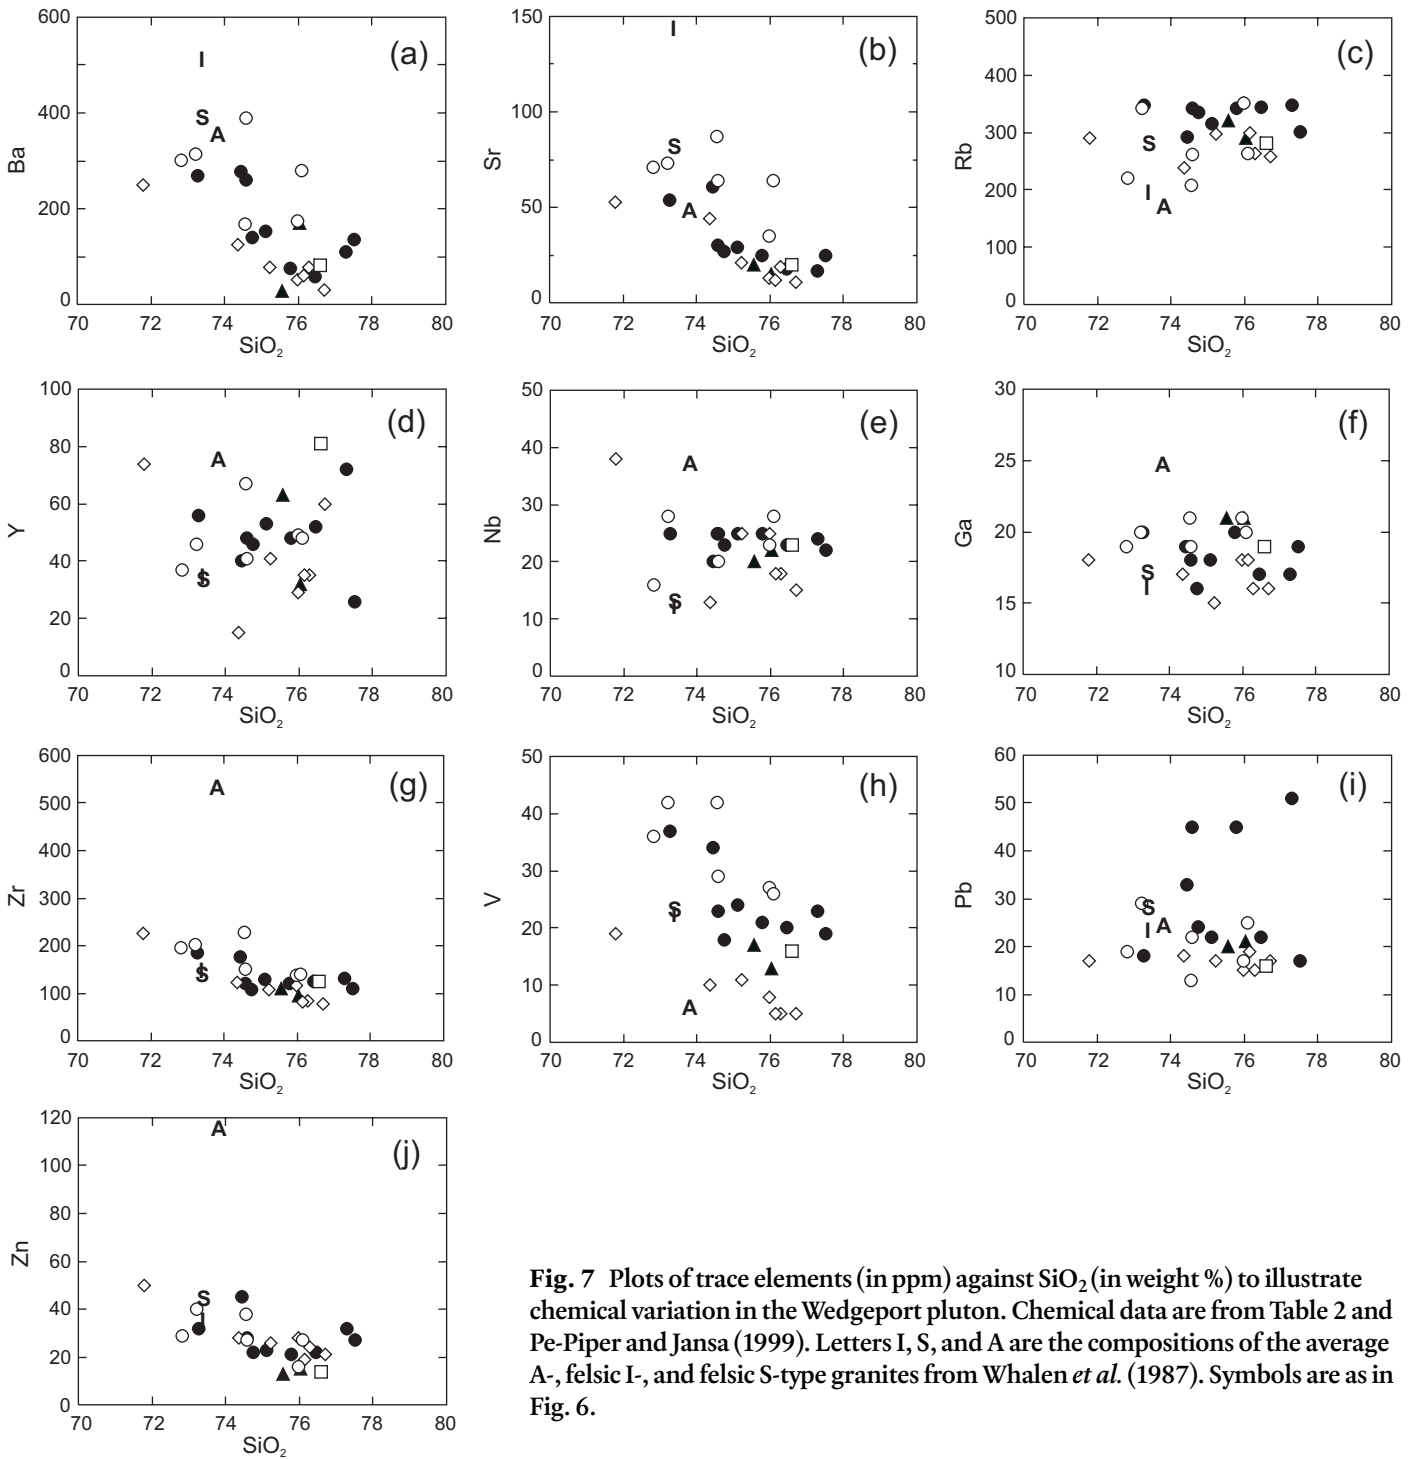 600
400
200
0
Ba
I
S
A
(a)
70 72 74 76 78 80
SiO2
150
100
50
0
Sr
I
S
A
(b)
70 72 74 76 78 80
SiO2
500
400
300
200
100
0
Rb
S
I
A
(c)
70 72 74 76 78 80
SiO2
100
80
60
40
20
0
Y
A
I
S
(d)
70 72 74 76 78 80
SiO2
50
40
30
20
10
0
Nb
A
S
I
(e)
70 72 74 76 78 80
SiO2
30
25
20
15
10
Ga
A
S
I
(f)
70 72 74 76 78 80
SiO2
600
500
400
300
200
100
0
Zr
A
I
S
(g)
70 72 74 76 78 80
SiO2
50
40
30
20
10
0
V
S
I
A
(h)
70 72 74 76 78 80
SiO2
60
50
40
30
20
10
0
Pb
S
I
A
(i)
70 72 74 76 78 80
SiO2
120
100
80
60
40
20
0
Zn
A
S
I
(j)
70 72 74 76 78 80
SiO2
Fig. 7 Plots of trace elements (in ppm) against SiO2 (in weight %) to illustrate
chemical variation in the Wedgeport pluton. Chemical data are from Table 2 and
Pe-Piper and Jansa (1999). Letters I, S, and A are the compositions of the average
A-, felsic I-, and felsic S-type granites from Whalen et al. (1987). Symbols are as in
Fig. 6.